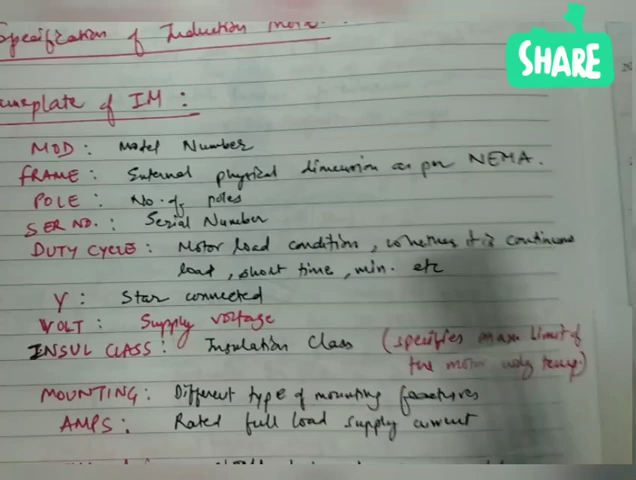 Specification of Induction Motor
Nameplate of IM :
MOD : Model Number
FRAME : External physical dimension as per NEMA.
POLE : No. of poles
SER NO. : Serial Number
DUTY CYCLE : Motor load condition, whether it is continuous
load, short time, min. etc
Y : Star connected
VOLT : Supply voltage
INSUL CLASS : Insulation Class (specifies max limit of
the motor wdg temp.)
MOUNTING : Different type of mounting features
AMPS : Rated full load supply current
SHARE